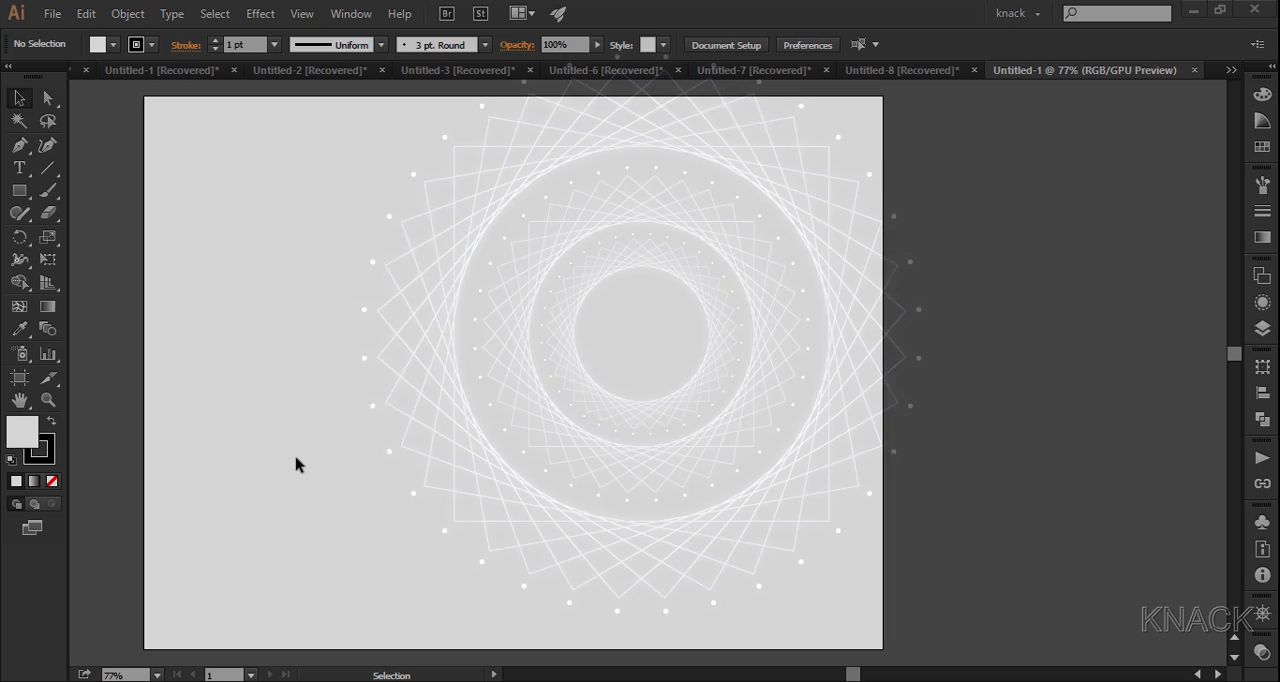 Ai File Edit Object Type Select Effect View Window Help Br St knack
No Selection Stroke: 1 pt Uniform 3 pt. Round Opacity: 100% Style: Document Setup Preferences
Untitled-1 [Recovered]* Untitled-2 [Recovered]* Untitled-3 [Recovered]* Untitled-6 [Recovered]* Untitled-7 [Recovered]* Untitled-8 [Recovered]* Untitled-1 @ 77% (RGB/GPU Preview)
KNACK
77% 1 Selection